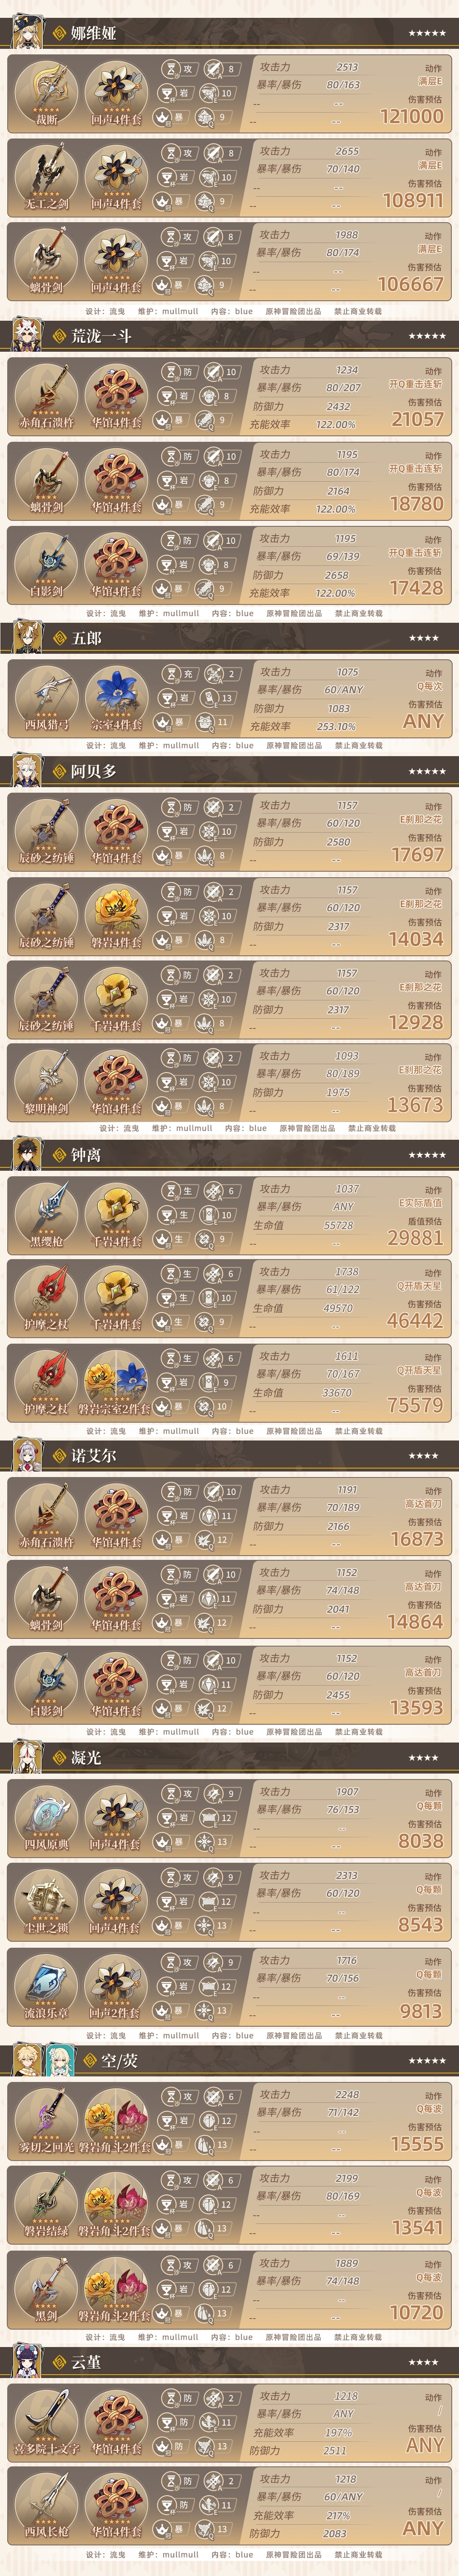 娜维娅
★★★★★
裁断 回声4件套
攻 8
岩 10
暴 9
攻击力 2513
暴率/暴伤 80/163
-- --
-- --
动作
满层E
伤害预估
121000
无工之剑 回声4件套
攻 8
岩 10
暴 9
攻击力 2655
暴率/暴伤 70/140
-- --
-- --
动作
满层E
伤害预估
108911
螭骨剑 回声4件套
攻 8
岩 10
暴 9
攻击力 1988
暴率/暴伤 80/174
-- --
-- --
动作
满层E
伤害预估
106667
设计：流曳 维护：mullmull 内容：blue 原神冒险团出品 禁止商业转载
荒泷一斗
★★★★★
赤角石溃杵 华馆4件套
防 10
岩 8
暴 9
攻击力 1234
暴率/暴伤 80/207
防御力 2432
充能效率 122.00%
动作
开Q重击连斩
伤害预估
21057
螭骨剑 华馆4件套
防 10
岩 8
暴 9
攻击力 1195
暴率/暴伤 80/174
防御力 2164
充能效率 122.00%
动作
开Q重击连斩
伤害预估
18780
白影剑 华馆4件套
防 10
岩 8
暴 9
攻击力 1195
暴率/暴伤 69/139
防御力 2658
充能效率 122.00%
动作
开Q重击连斩
伤害预估
17428
设计：流曳 维护：mullmull 内容：blue 原神冒险团出品 禁止商业转载
五郎
★★★★
西风猎弓 宗室4件套
充 2
岩 13
暴 11
攻击力 1075
暴率/暴伤 60/ANY
防御力 1083
充能效率 253.10%
动作
Q每次
伤害预估
ANY
设计：流曳 维护：mullmull 内容：blue 原神冒险团出品 禁止商业转载
阿贝多
★★★★★
辰砂之纺锤 华馆4件套
防 2
岩 10
暴 8
攻击力 1157
暴率/暴伤 60/120
防御力 2580
-- --
动作
E刹那之花
伤害预估
17697
辰砂之纺锤 磐岩4件套
防 2
岩 10
暴 8
攻击力 1157
暴率/暴伤 60/120
防御力 2317
-- --
动作
E刹那之花
伤害预估
14034
辰砂之纺锤 千岩4件套
防 2
岩 10
暴 8
攻击力 1157
暴率/暴伤 60/120
防御力 2317
-- --
动作
E刹那之花
伤害预估
12928
黎明神剑 华馆4件套
防 2
岩 10
暴 8
攻击力 1093
暴率/暴伤 80/189
防御力 1975
-- --
动作
E刹那之花
伤害预估
13673
设计：流曳 维护：mullmull 内容：blue 原神冒险团出品 禁止商业转载
钟离
★★★★★
黑缨枪 千岩4件套
生 6
生 10
生 9
攻击力 1037
暴率/暴伤 ANY
生命值 55728
-- --
动作
E实际盾值
盾值预估
29881
护摩之杖 千岩4件套
生 6
岩 10
暴 9
攻击力 1738
暴率/暴伤 61/122
生命值 49570
-- --
动作
Q开盾天星
伤害预估
46442
护摩之杖 磐岩宗室2件套
生 6
岩 9
暴 10
攻击力 1611
暴率/暴伤 70/167
生命值 33670
-- --
动作
Q开盾天星
伤害预估
75579
设计：流曳 维护：mullmull 内容：blue 原神冒险团出品 禁止商业转载
诺艾尔
★★★★
赤角石溃杵 华馆4件套
防 10
岩 11
暴 12
攻击力 1191
暴率/暴伤 70/189
防御力 2166
-- --
动作
高达首刀
伤害预估
16873
螭骨剑 华馆4件套
防 10
岩 11
暴 12
攻击力 1152
暴率/暴伤 74/148
防御力 2041
-- --
动作
高达首刀
伤害预估
14864
白影剑 华馆4件套
防 10
岩 11
暴 12
攻击力 1152
暴率/暴伤 60/120
防御力 2455
-- --
动作
高达首刀
伤害预估
13593
设计：流曳 维护：mullmull 内容：blue 原神冒险团出品 禁止商业转载
凝光
★★★★
四风原典 回声4件套
攻 9
岩 12
暴 13
攻击力 1907
暴率/暴伤 76/153
-- --
-- --
动作
Q每颗
伤害预估
8038
尘世之锁 回声4件套
攻 9
岩 12
暴 13
攻击力 2313
暴率/暴伤 60/120
-- --
-- --
动作
Q每颗
伤害预估
8543
流浪乐章 回声2件套
攻 9
岩 12
暴 13
攻击力 1716
暴率/暴伤 70/156
-- --
-- --
动作
Q每颗
伤害预估
9813
设计：流曳 维护：mullmull 内容：blue 原神冒险团出品 禁止商业转载
空/荧
★★★★★
雾切之回光 磐岩角斗2件套
攻 6
岩 12
暴 13
攻击力 2248
暴率/暴伤 71/142
-- --
-- --
动作
Q每波
伤害预估
15555
磐岩结绿 磐岩角斗2件套
攻 6
岩 12
暴 13
攻击力 2199
暴率/暴伤 80/169
-- --
-- --
动作
Q每波
伤害预估
13541
黑剑 磐岩角斗2件套
攻 6
岩 12
暴 13
攻击力 1889
暴率/暴伤 74/148
-- --
-- --
动作
Q每波
伤害预估
10720
设计：流曳 维护：mullmull 内容：blue 原神冒险团出品 禁止商业转载
云堇
★★★★
喜多院十文字 华馆4件套
防 2
防 11
防 13
攻击力 1218
暴率/暴伤 ANY
充能效率 197%
防御力 2511
动作
/
伤害预估
ANY
西风长枪 华馆4件套
防 2
防 11
暴 13
攻击力 1218
暴率/暴伤 60/ANY
充能效率 217%
防御力 2083
动作
/
伤害预估
ANY
设计：流曳 维护：mullmull 内容：blue 原神冒险团出品 禁止商业转载